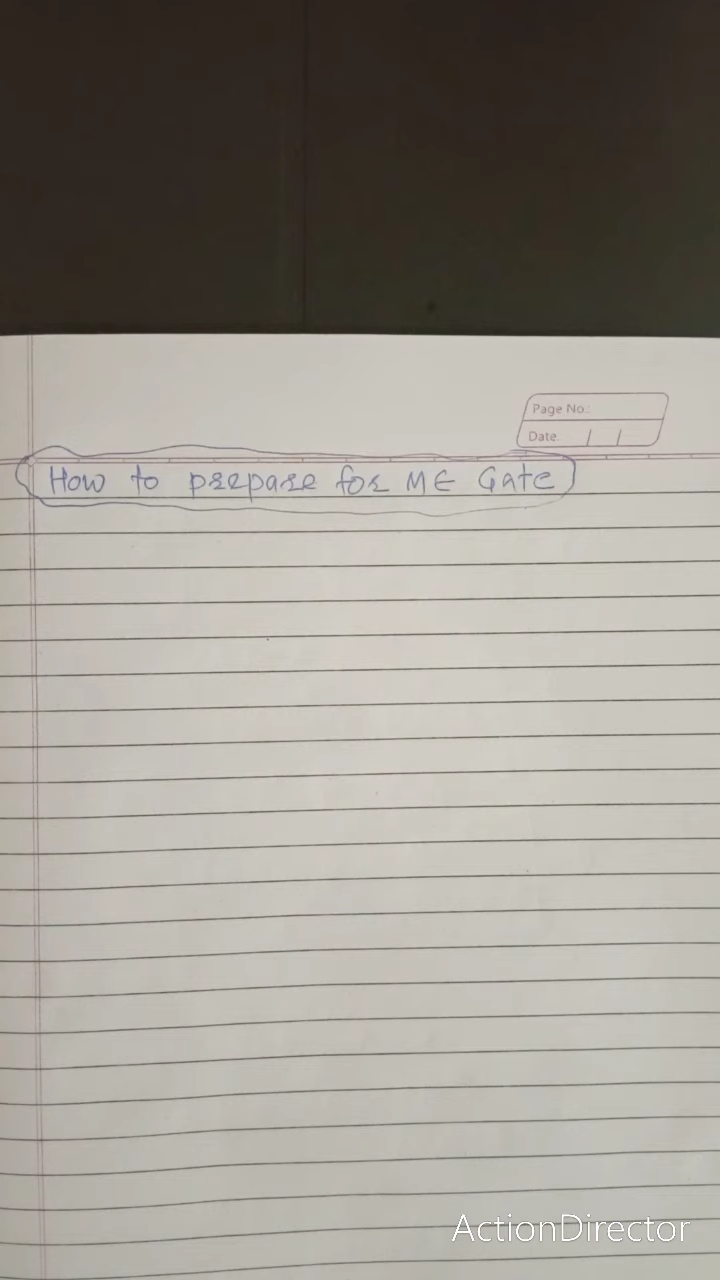 Page No.:
Date. / /
How to prepare for ME Gate
ActionDirector